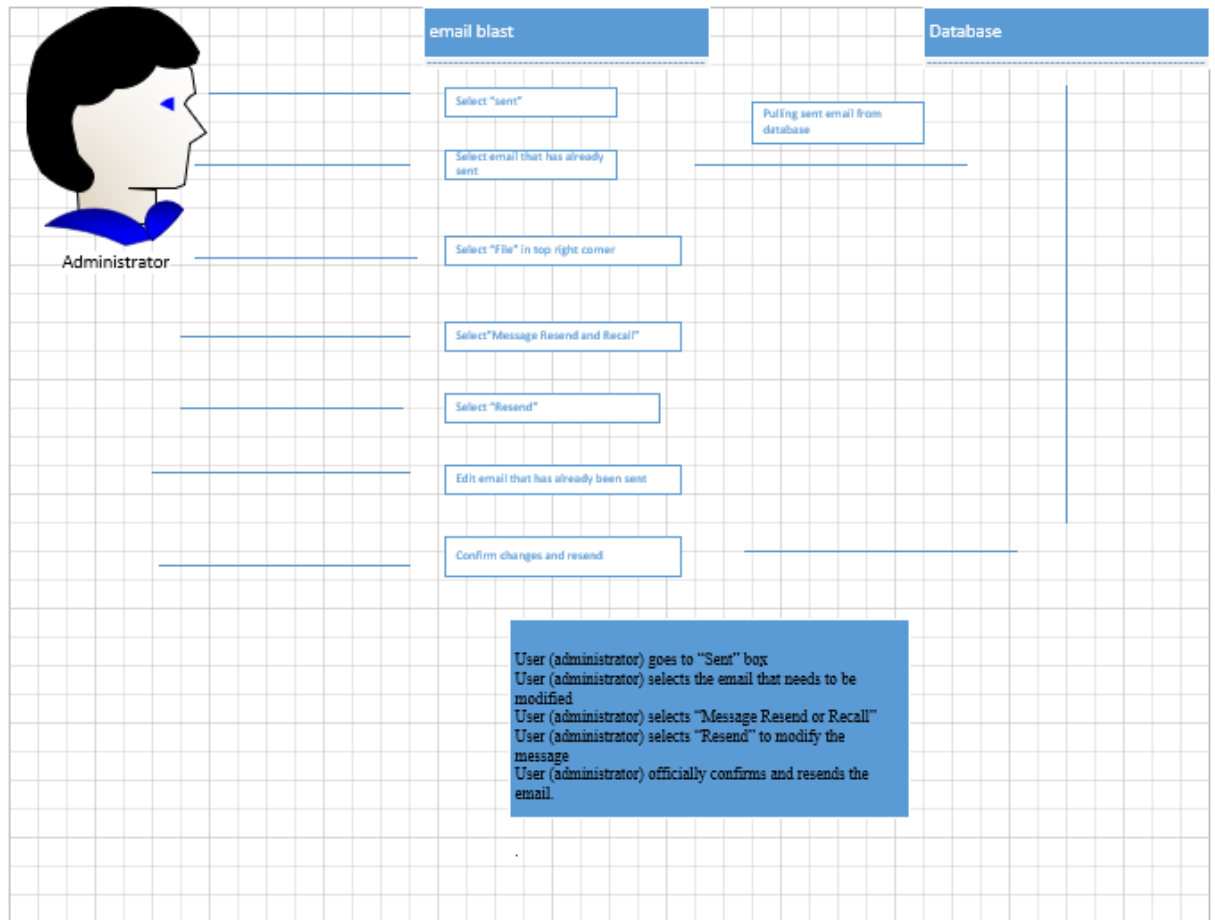 email blast
Database
Select "sent"
Pulling sent email from
database
Select email that has already
sent
Select "File" in top right corner
Administrator
Select"Message Resend and Recall"
Select "Resend"
Edit email that has already been sent
Confirm changes and resend
User (administrator) goes to “Sent” box
User (administrator) selects the email that needs to be
modified
User (administrator) selects “Message Resend or Recall”
User (administrator) selects “Resend” to modify the
message
User (administrator) officially confirms and resends the
email.
.